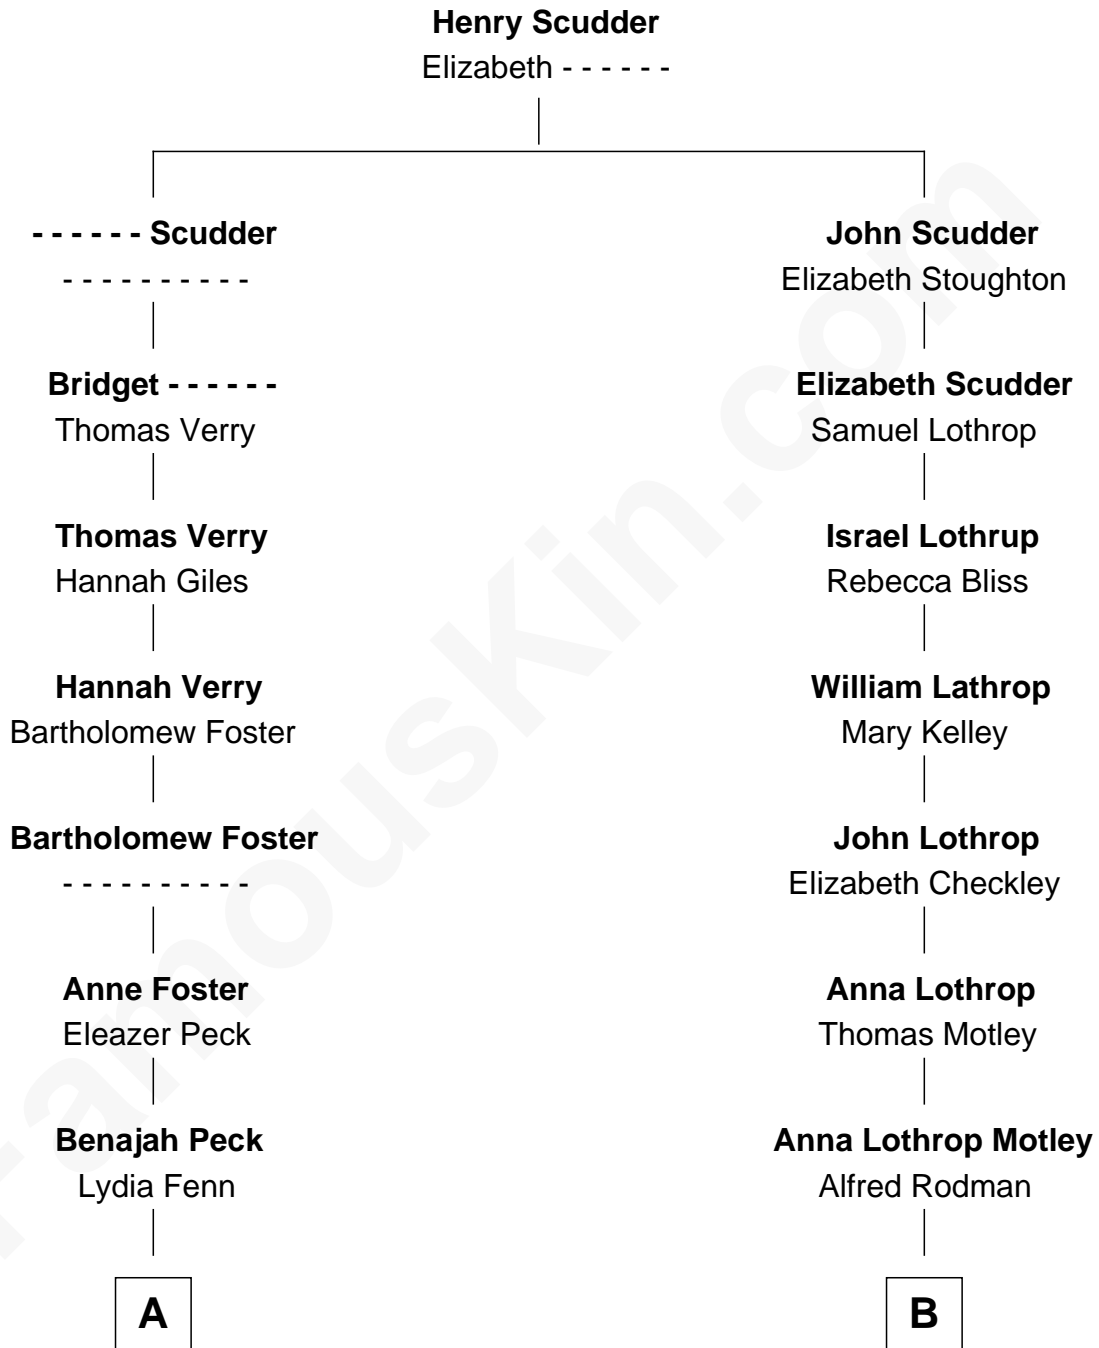 Henry Scudder
Elizabeth - - - - - -
- - - - - - Scudder
- - - - - - - - - -
Bridget - - - - - -
Thomas Verry
Thomas Verry
Hannah Giles
Hannah Verry
Bartholomew Foster
Bartholomew Foster
- - - - - - - - - -
Anne Foster
Eleazer Peck
Benajah Peck
Lydia Fenn
A
John Scudder
Elizabeth Stoughton
Elizabeth Scudder
Samuel Lothrop
Israel Lothrup
Rebecca Bliss
William Lathrop
Mary Kelley
John Lothrop
Elizabeth Checkley
Anna Lothrop
Thomas Motley
Anna Lothrop Motley
Alfred Rodman
B
FamousKin.com